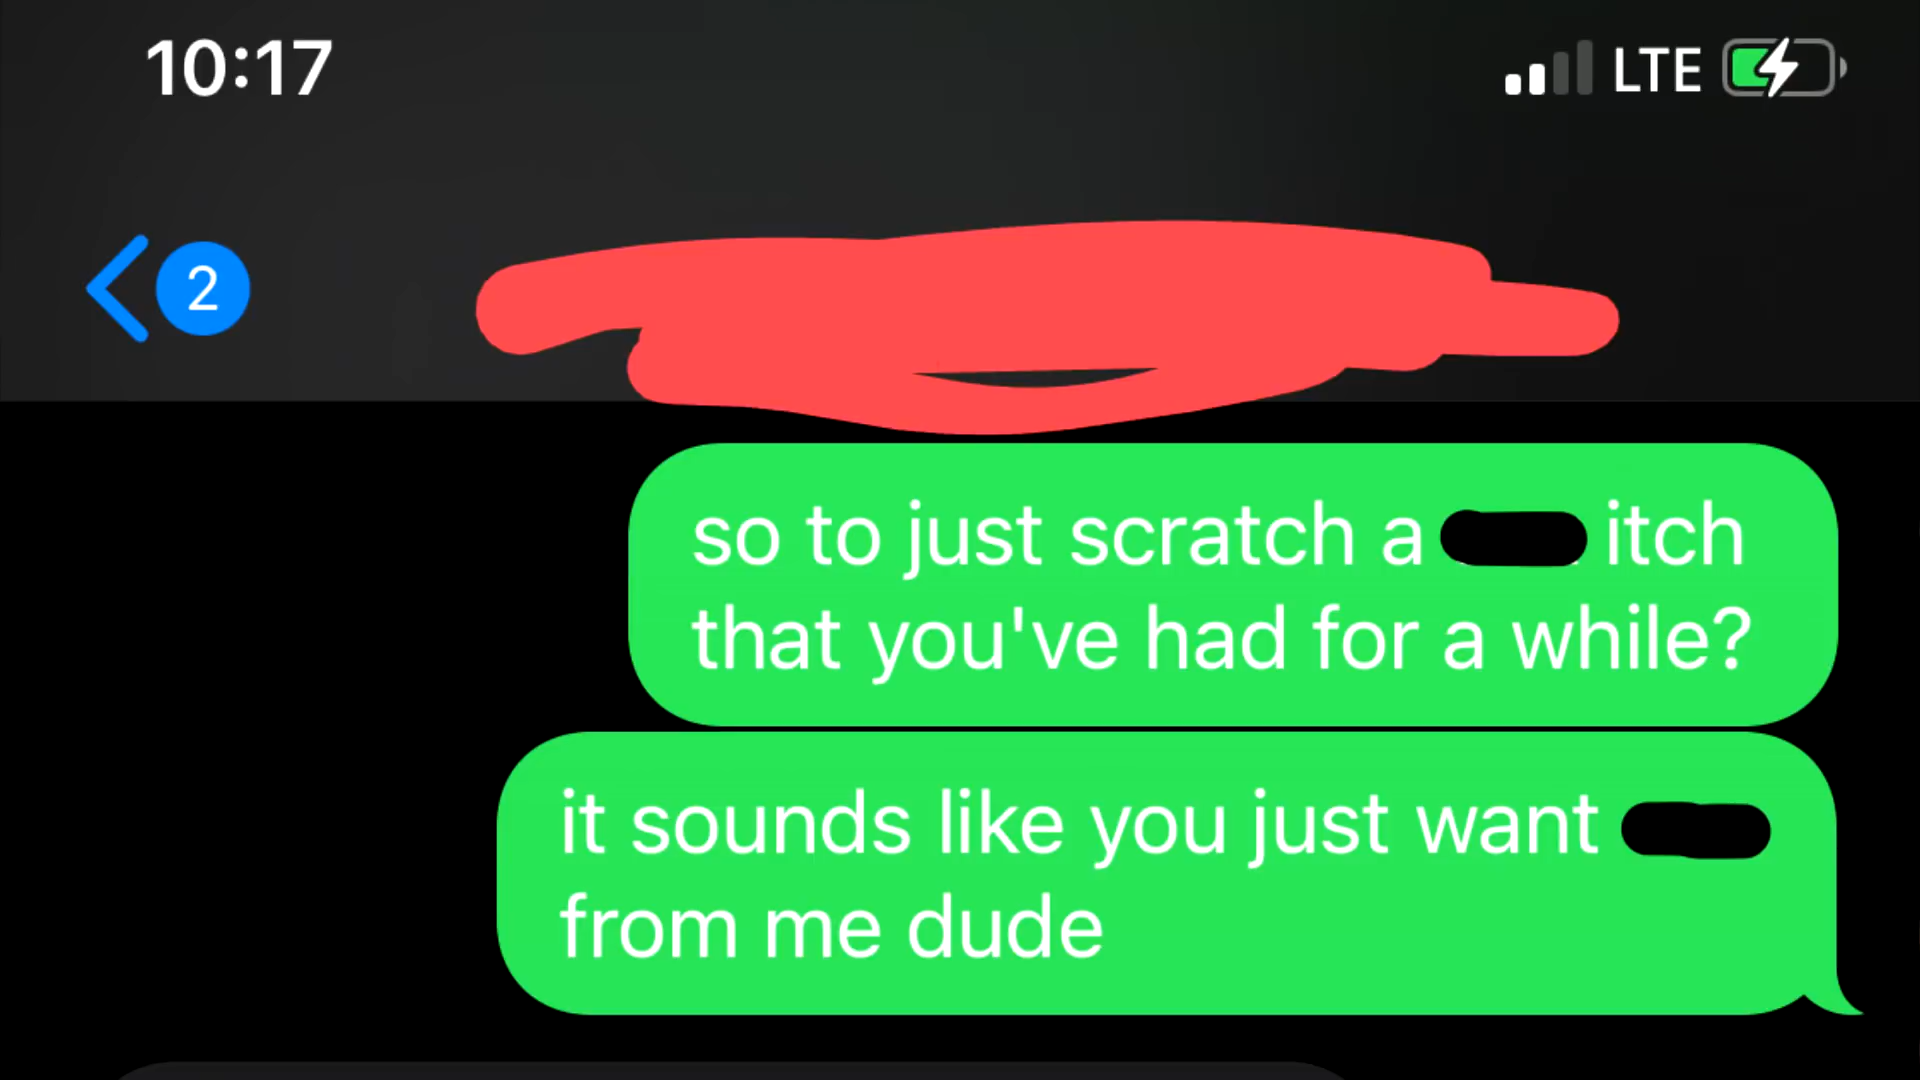 10:17
LTE
2
so to just scratch a itch
that you've had for a while?
it sounds like you just want
from me dude